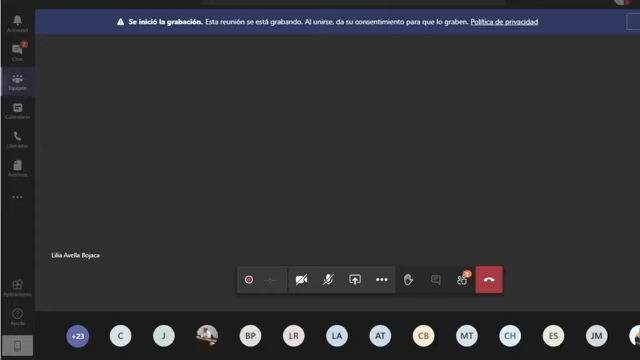 Se inició la grabación. Esta reunión se está grabando. Al unirse, da su consentimiento para que lo graben. Política de privacidad
Actividad
2
Chat
Equipos
Calendario
Llamadas
Archivos
Lilia Avella Bojaca
3
Aplicaciones
Ayuda
+23 C J BP LR LA AT CB MT CH ES JM